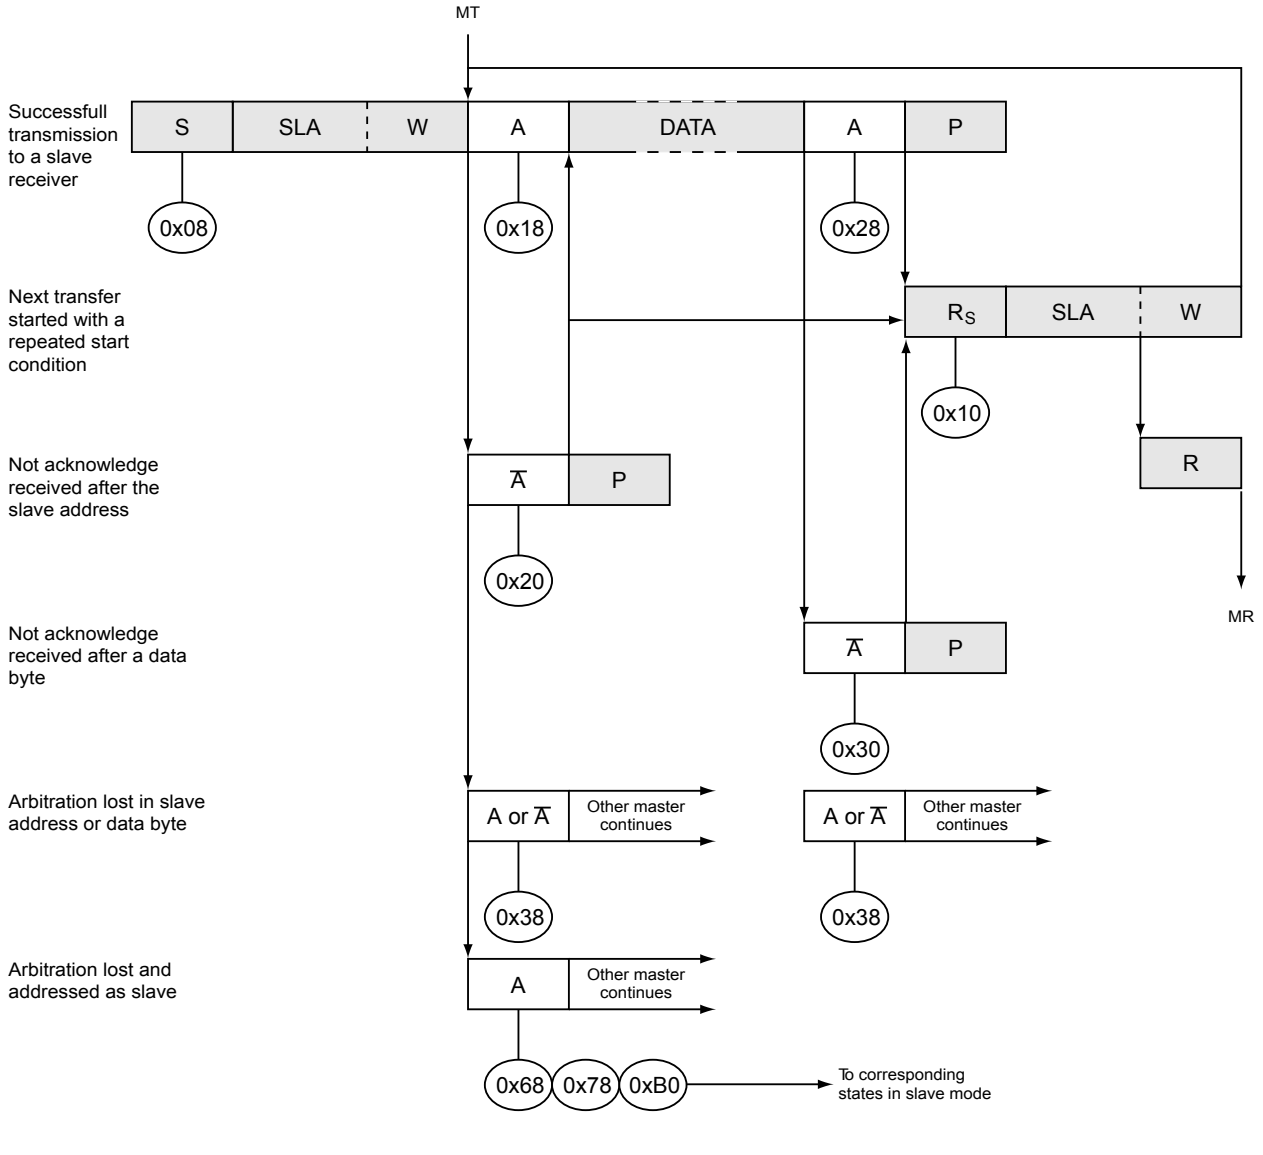 MT
Successfull
transmission
to a slave
receiver
S SLA W A DATA A P
0x08 0x18 0x28
Next transfer
started with a
repeated start
condition
RS SLA W
0x10
Not acknowledge
received after the
slave address
A̅ P
R
0x20
MR
Not acknowledge
received after a data
byte
A̅ P
0x30
Arbitration lost in slave
address or data byte
A or A̅
Other master
continues
A or A̅
Other master
continues
0x38 0x38
Arbitration lost and
addressed as slave
A
Other master
continues
0x68 0x78 0xB0
To corresponding
states in slave mode